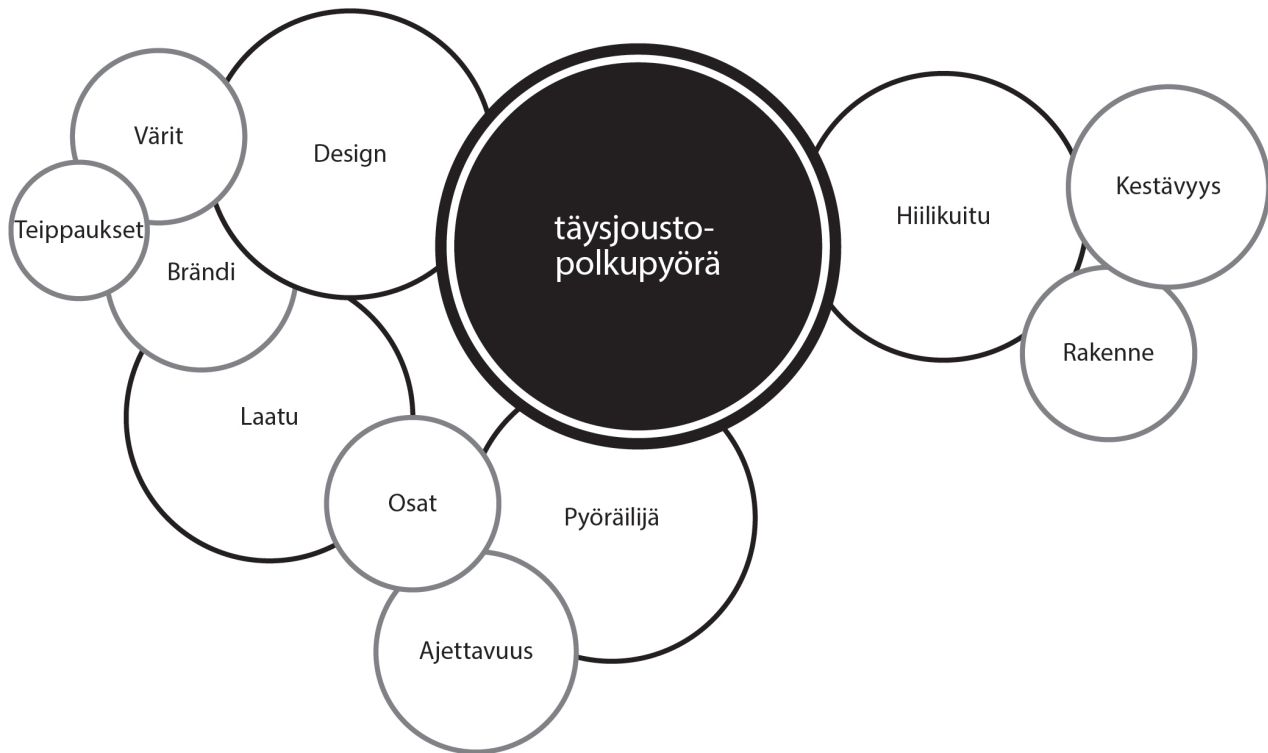 Värit
Design
Teippaukset
Brändi
Laatu
Osat
Ajettavuus
täysjousto-
polkupyörä
Pyöräilijä
Hiilikuitu
Kestävyys
Rakenne